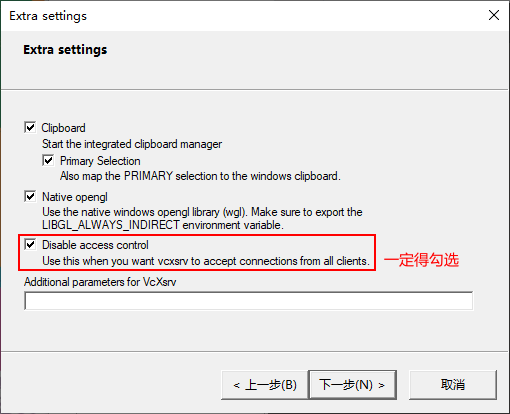 Extra settings
Extra settings
Clipboard
Start the integrated clipboard manager
Primary Selection
Also map the PRIMARY selection to the windows clipboard.
Native opengl
Use the native windows opengl library (wgl). Make sure to export the
LIBGL_ALWAYS_INDIRECT environment variable.
Disable access control
Use this when you want vcxsrv to accept connections from all clients.
一定得勾选
Additional parameters for VcXsrv
< 上一步(B)
下一步(N) >
取消